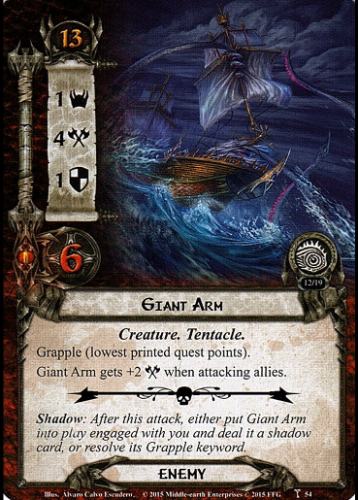 13
1
4
1
6
12/19
GIANT ARM
Creature. Tentacle.
Grapple (lowest printed quest points).
Giant Arm gets +2 when attacking allies.
Shadow: After this attack, either put Giant Arm
into play engaged with you and deal it a shadow
card, or resolve its Grapple keyword.
ENEMY
Illus. Alvaro Calvo Escudero. © 2015 Middle-earth Enterprises © 2015 FFG 54